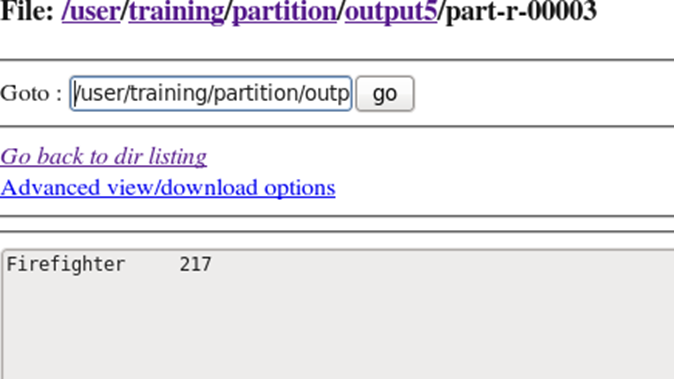 File: /user/training/partition/output5/part-r-00003
Goto : /user/training/partition/outp go
Go back to dir listing
Advanced view/download options
Firefighter 217